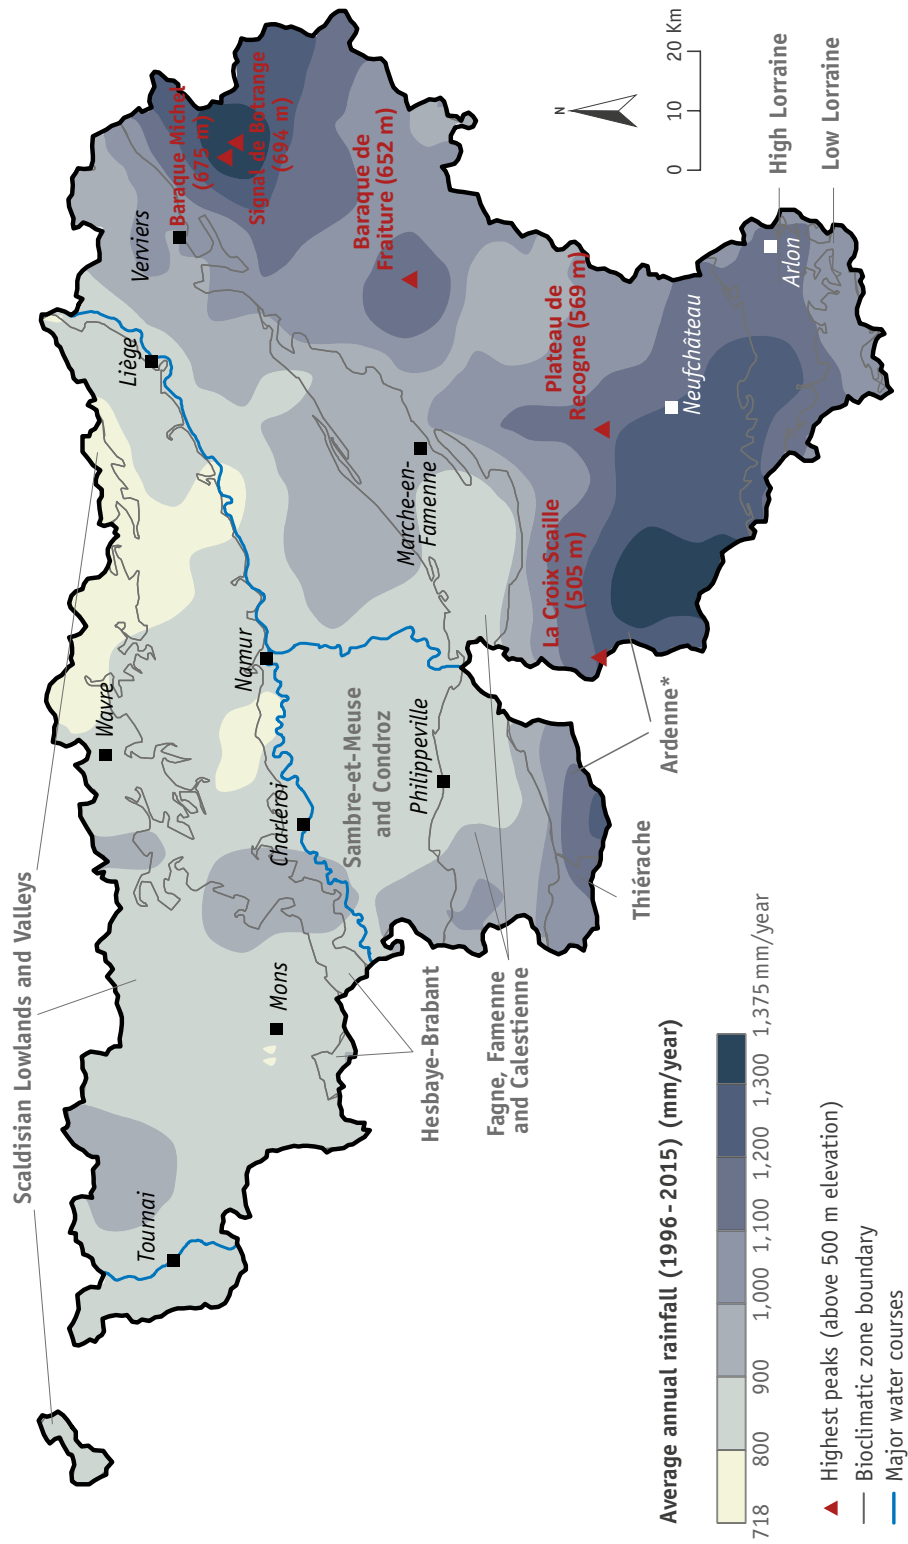 Scaldisian Lowlands and Valleys
Tournai
Mons
Wavre
Charleroi
Namur
Liège
Verviers
Baraque Michel
(675 m)
Signal de Botrange
(694 m)
Baraque de
Fraiture (652 m)
Sambre-et-Meuse
and Condroz
Philippeville
Marche-en-
Famenne
Hesbaye-Brabant
Fagne, Famenne
and Calestienne
La Croix Scaille
(505 m)
Plateau de
Recogne (569 m)
Thiérache
Ardenne*
Neufchâteau
Arlon
High Lorraine
Low Lorraine
N
0 10 20 Km
Average annual rainfall (1996-2015) (mm/year)
718 800 900 1,000 1,100 1,200 1,300 1,375 mm/year
Highest peaks (above 500 m elevation)
Bioclimatic zone boundary
Major water courses